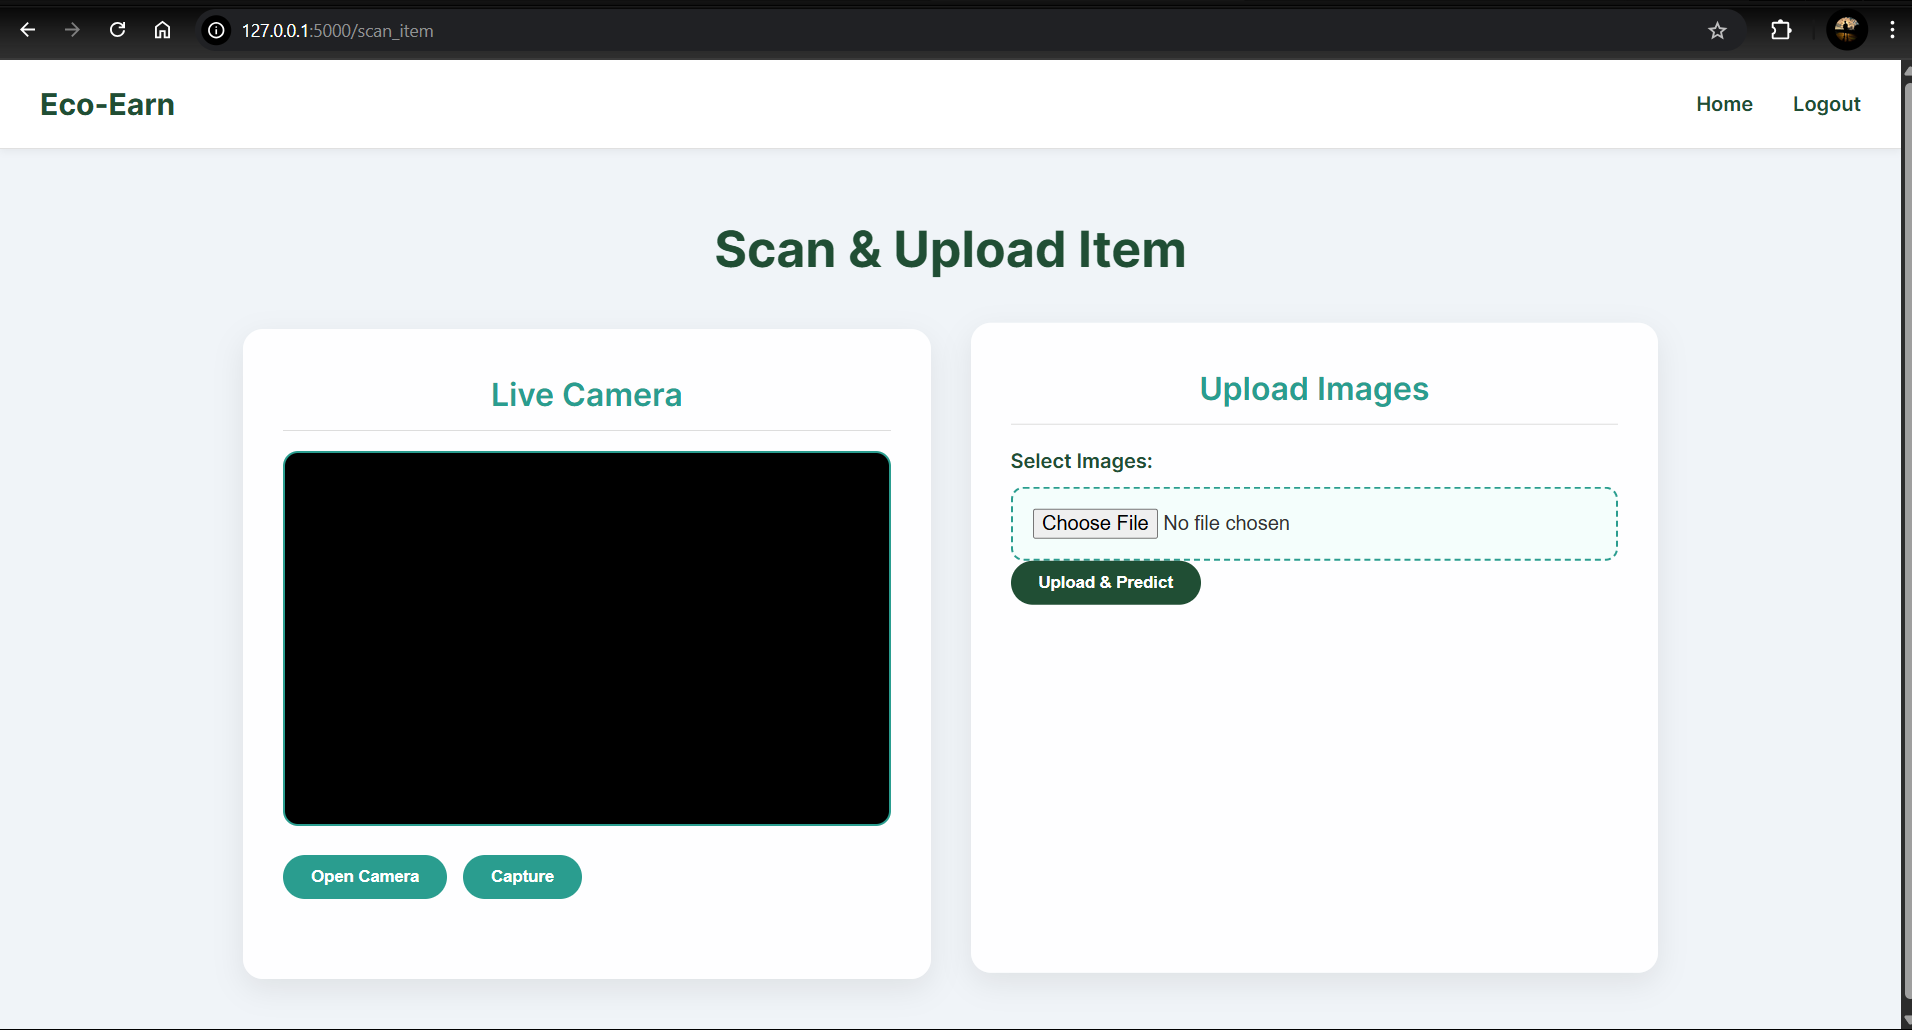 127.0.0.1:5000/scan_item
Eco-Earn
Home
Logout
Scan & Upload Item
Live Camera
Open Camera
Capture
Upload Images
Select Images:
Choose File No file chosen
Upload & Predict